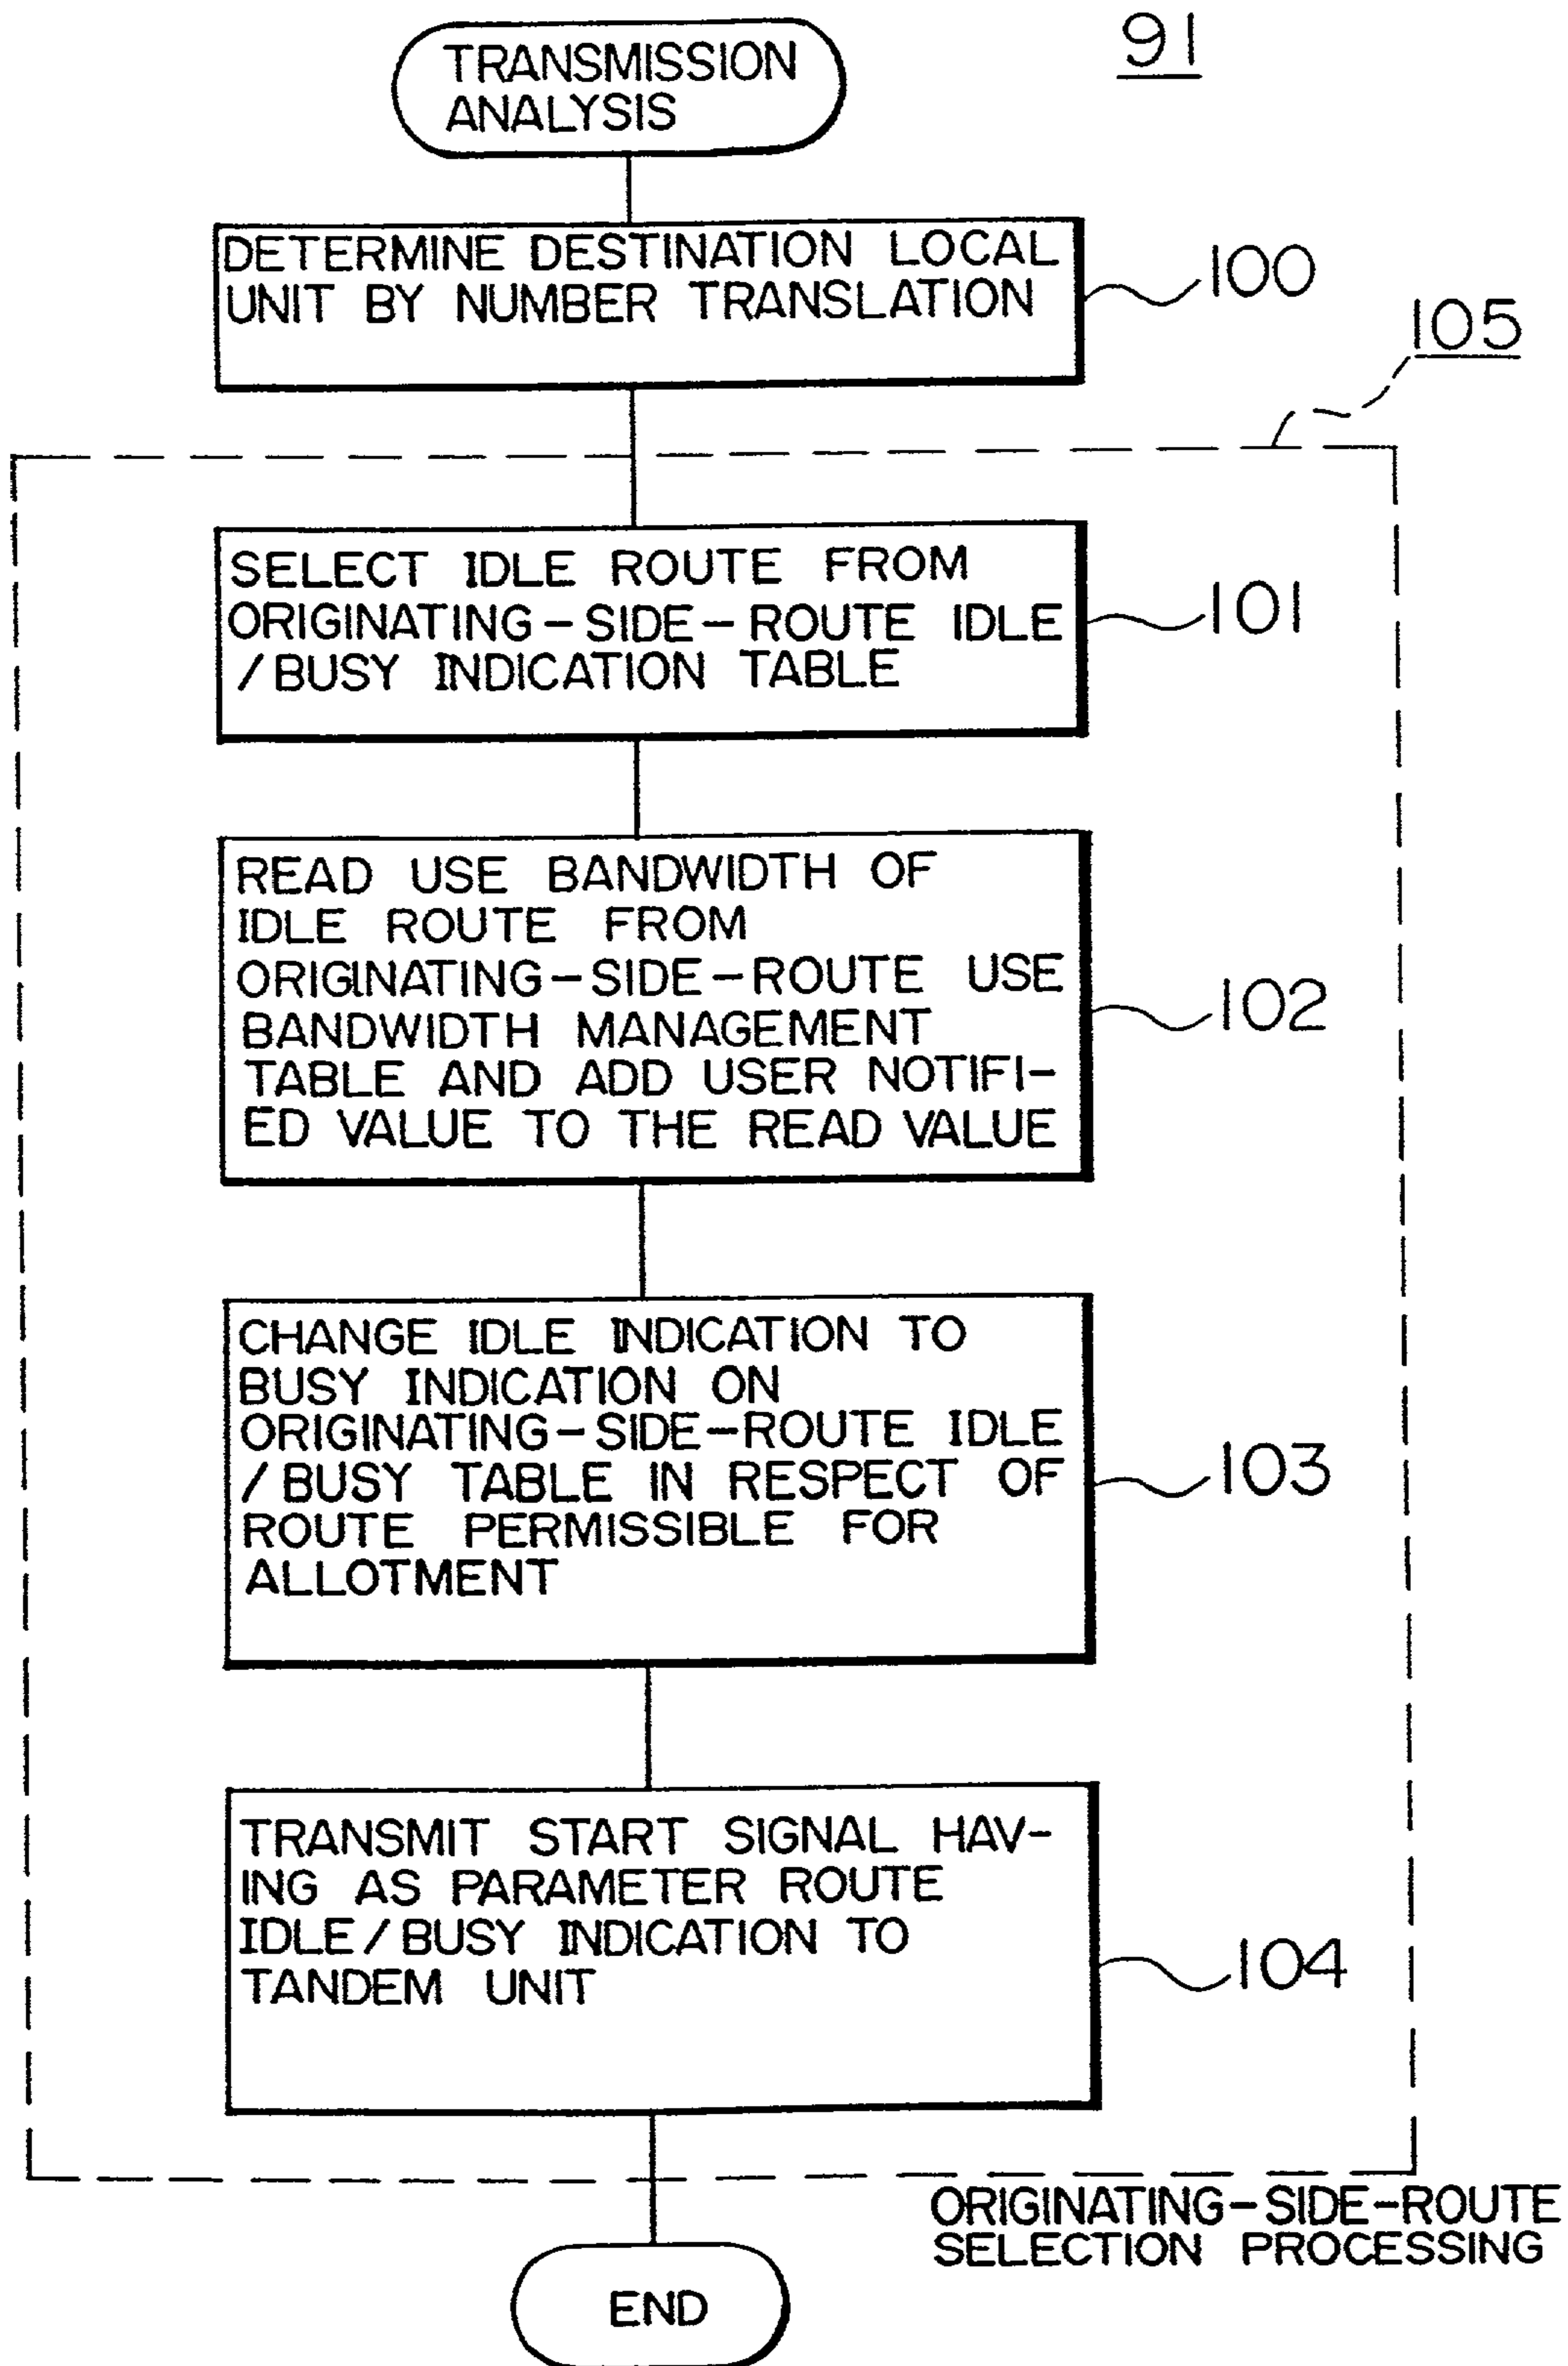 91
TRANSMISSION
ANALYSIS
DETERMINE DESTINATION LOCAL
UNIT BY NUMBER TRANSLATION
100
105
SELECT IDLE ROUTE FROM
ORIGINATING-SIDE-ROUTE IDLE
/BUSY INDICATION TABLE
101
READ USE BANDWIDTH OF
IDLE ROUTE FROM
ORIGINATING-SIDE-ROUTE USE
BANDWIDTH MANAGEMENT
TABLE AND ADD USER NOTIFI-
ED VALUE TO THE READ VALUE
102
CHANGE IDLE INDICATION TO
BUSY INDICATION ON
ORIGINATING-SIDE-ROUTE IDLE
/BUSY TABLE IN RESPECT OF
ROUTE PERMISSIBLE FOR
ALLOTMENT
103
TRANSMIT START SIGNAL HAV-
ING AS PARAMETER ROUTE
IDLE/BUSY INDICATION TO
TANDEM UNIT
104
ORIGINATING-SIDE-ROUTE
SELECTION PROCESSING
END